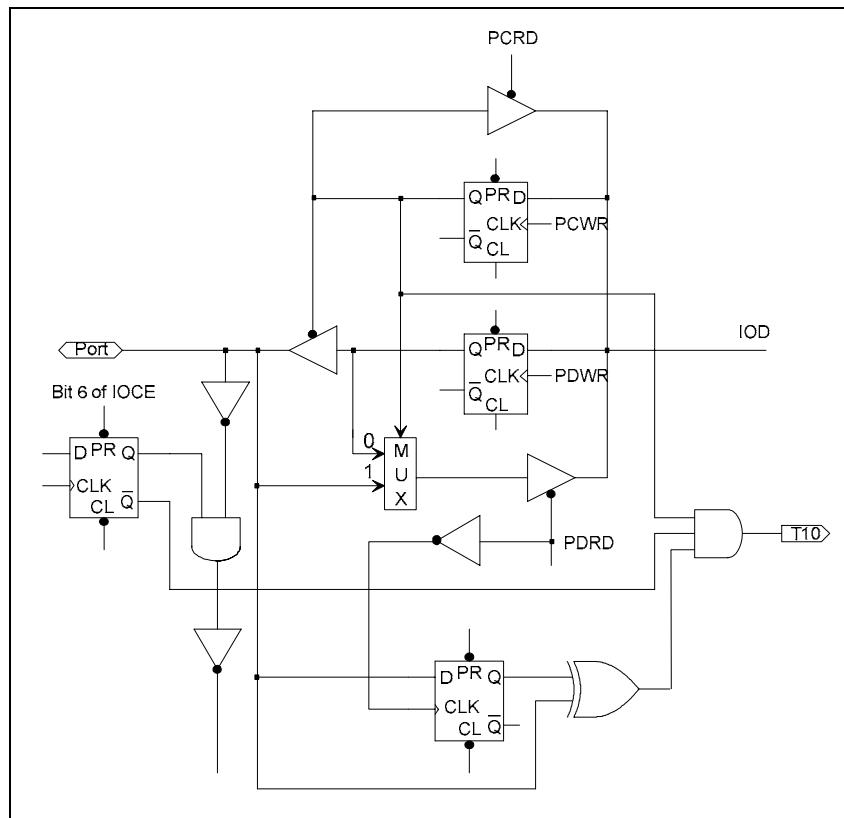 PCRD
Q PR D
CLK PCWR
Q̅ CL
Q PR D
CLK PDWR
Q̅ CL
IOD
Port
Bit 6 of IOCE
D PR Q
CLK
CL Q̅
0
1
M
U
X
PDRD
T10
D PR Q
CLK
CL Q̅